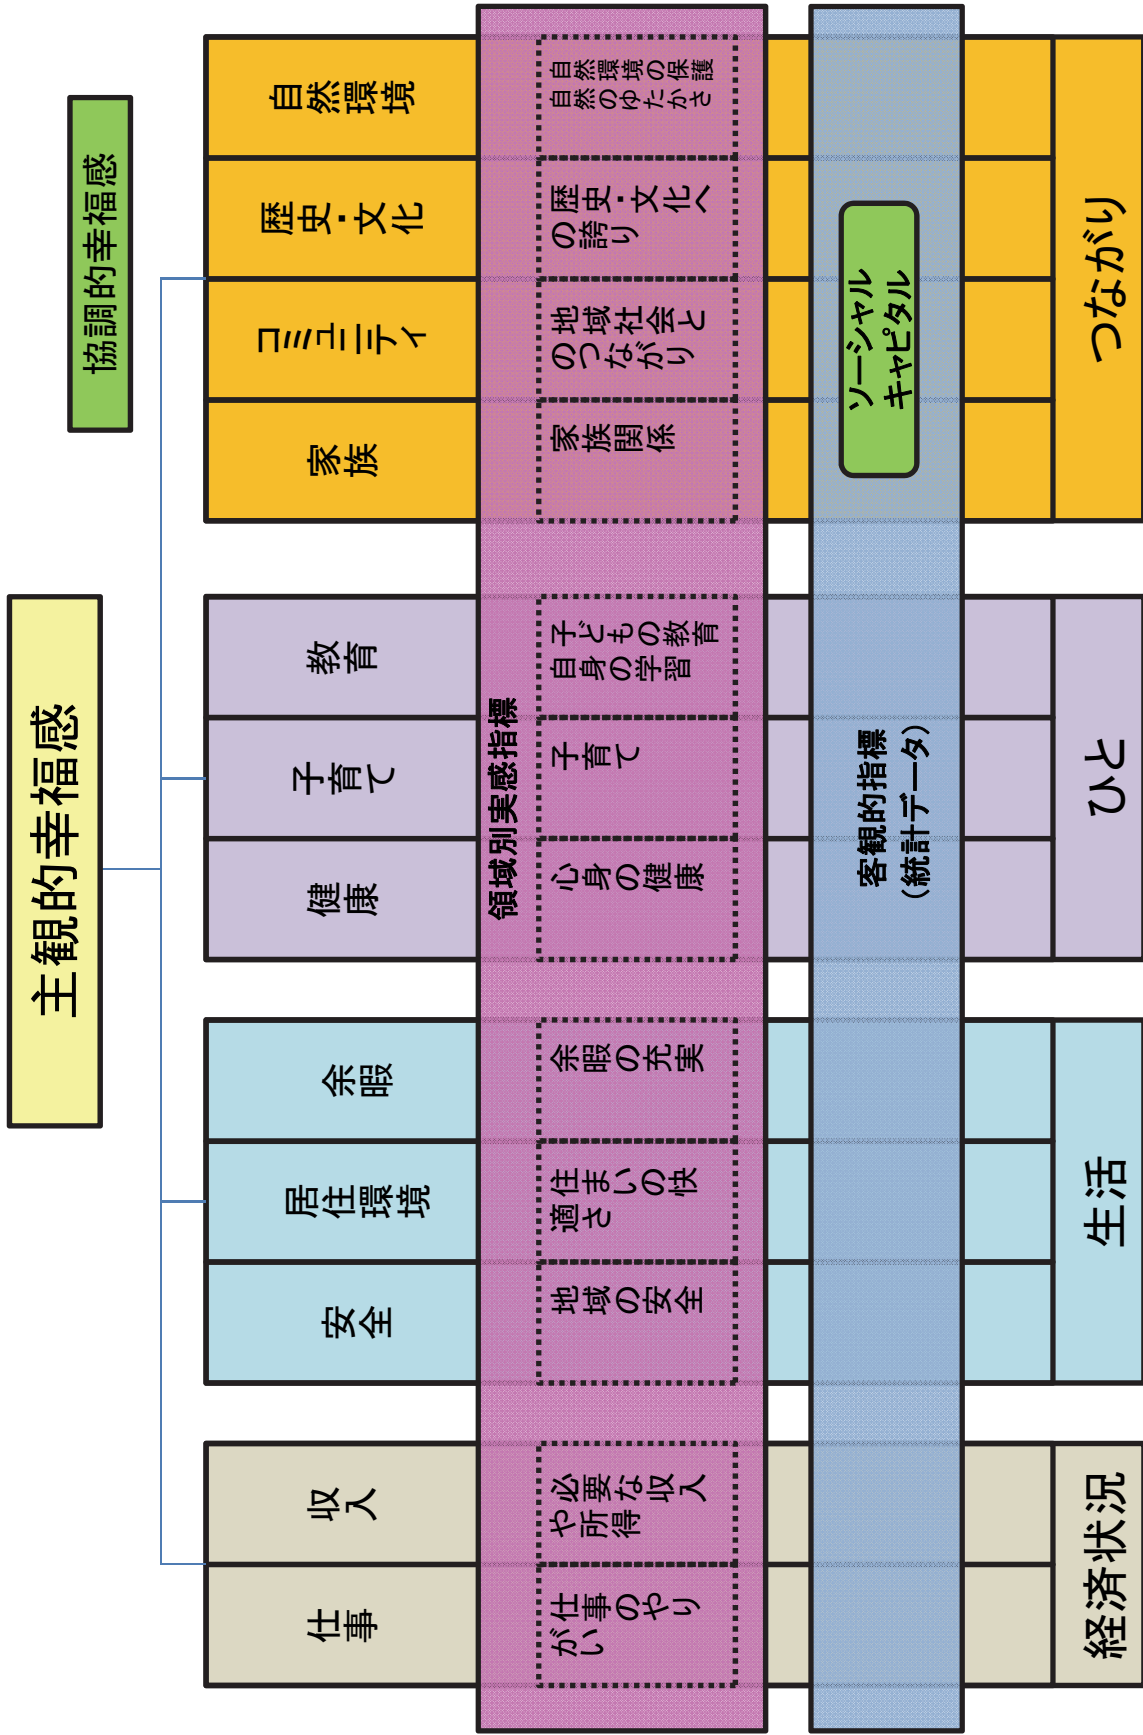 主観的幸福感
協調的幸福感
仕事
収入
安全
居住環境
余暇
健康
子育て
教育
家族
コミュニティ
歴史・文化
自然環境
領域別実感指標
仕事のやり
がい
必要な収入
や所得
地域の安全
住まいの快
適さ
余暇の充実
心身の健康
子育て
子どもの教育
自身の学習
家族関係
地域社会と
のつながり
歴史・文化へ
の誇り
自然環境の保護
自然のゆたかさ
客観的指標
（統計データ）
ソーシャル
キャピタル
経済状況
生活
ひと
つながり